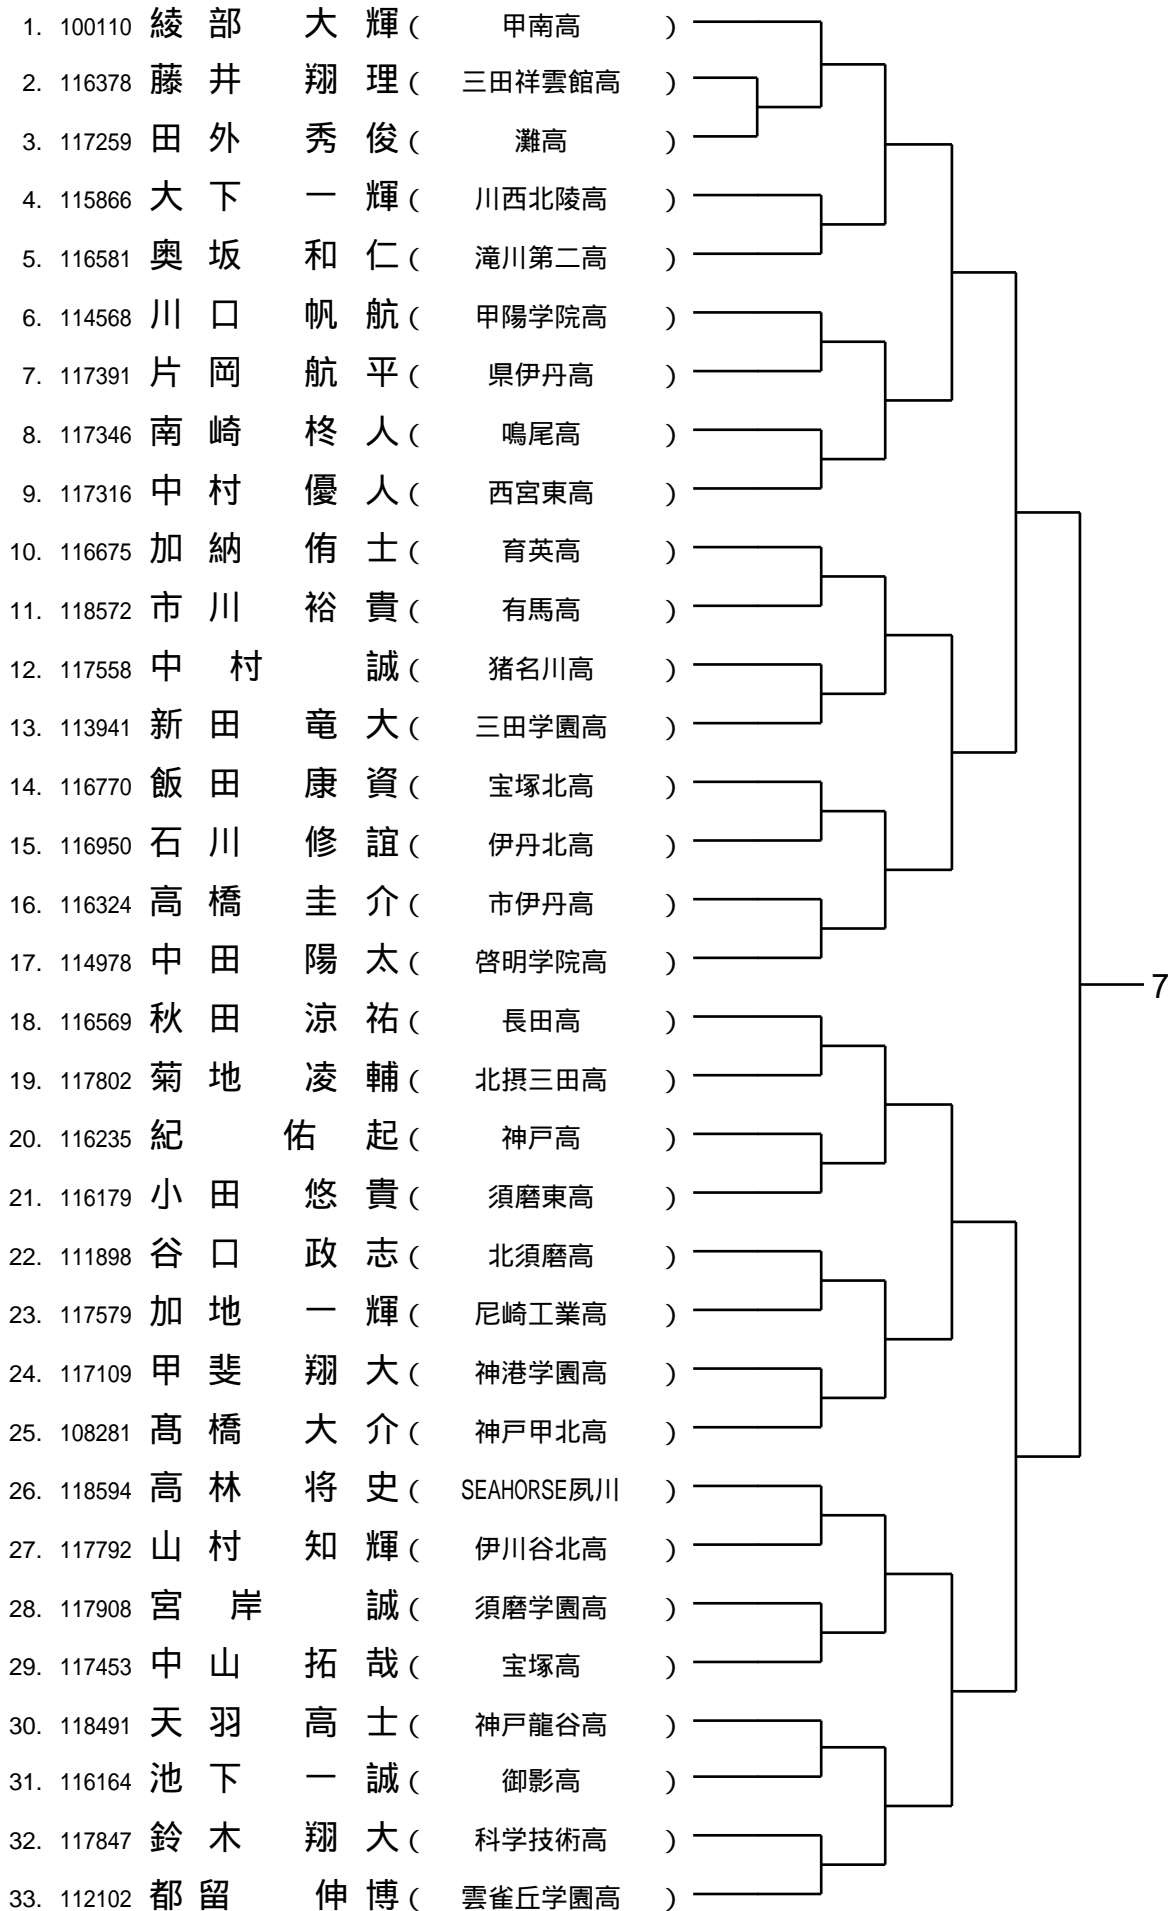 1. 100110 綾部 大輝 ( 甲南高 )
2. 116378 藤井 翔理 ( 三田祥雲館高 )
3. 117259 田外 秀俊 ( 灘高 )
4. 115866 大下 一輝 ( 川西北陵高 )
5. 116581 奥坂 和仁 ( 滝川第二高 )
6. 114568 川口 帆航 ( 甲陽学院高 )
7. 117391 片岡 航平 ( 県伊丹高 )
8. 117346 南崎 柊人 ( 鳴尾高 )
9. 117316 中村 優人 ( 西宮東高 )
10. 116675 加納 侑士 ( 育英高 )
11. 118572 市川 裕貴 ( 有馬高 )
12. 117558 中村 誠 ( 猪名川高 )
13. 113941 新田 竜大 ( 三田学園高 )
14. 116770 飯田 康資 ( 宝塚北高 )
15. 116950 石川 修誼 ( 伊丹北高 )
16. 116324 高橋 圭介 ( 市伊丹高 )
17. 114978 中田 陽太 ( 啓明学院高 )
7
18. 116569 秋田 涼祐 ( 長田高 )
19. 117802 菊地 凌輔 ( 北摂三田高 )
20. 116235 紀 佑起 ( 神戸高 )
21. 116179 小田 悠貴 ( 須磨東高 )
22. 111898 谷口 政志 ( 北須磨高 )
23. 117579 加地 一輝 ( 尼崎工業高 )
24. 117109 甲斐 翔大 ( 神港学園高 )
25. 108281 髙橋 大介 ( 神戸甲北高 )
26. 118594 高林 将史 ( SEAHORSE夙川 )
27. 117792 山村 知輝 ( 伊川谷北高 )
28. 117908 宮岸 誠 ( 須磨学園高 )
29. 117453 中山 拓哉 ( 宝塚高 )
30. 118491 天羽 高士 ( 神戸龍谷高 )
31. 116164 池下 一誠 ( 御影高 )
32. 117847 鈴木 翔大 ( 科学技術高 )
33. 112102 都留 伸博 ( 雲雀丘学園高 )